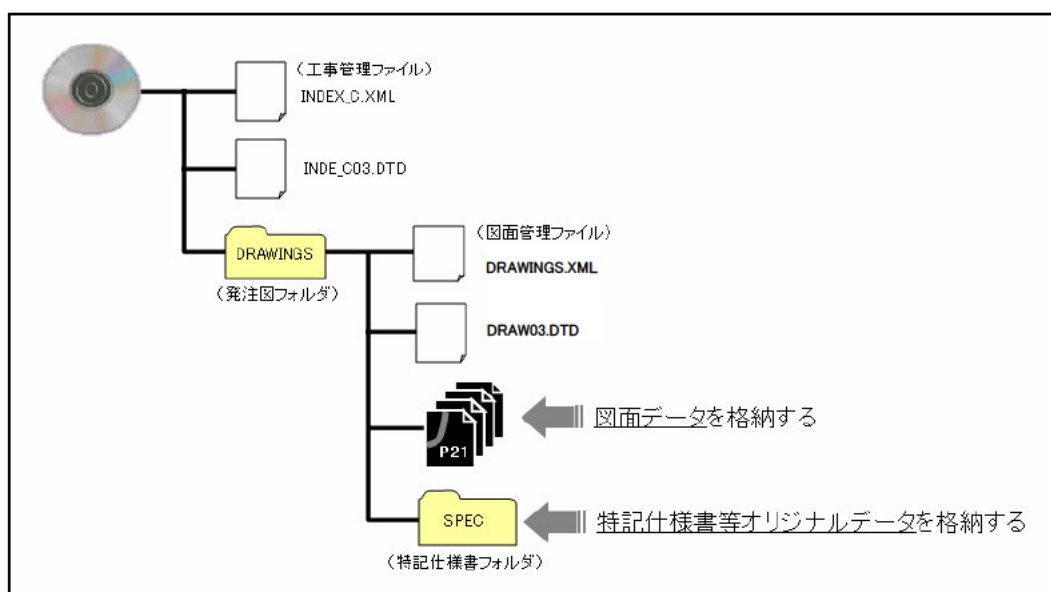 (工事管理ファイル)
INDEX_C.XML
INDE_C03.DTD
DRAWINGS
(発注図フォルダ)
(図面管理ファイル)
DRAWINGS.XML
DRAW03.DTD
P21
図面データを格納する
SPEC
特記仕様書等オリジナルデータを格納する
(特記仕様書フォルダ)